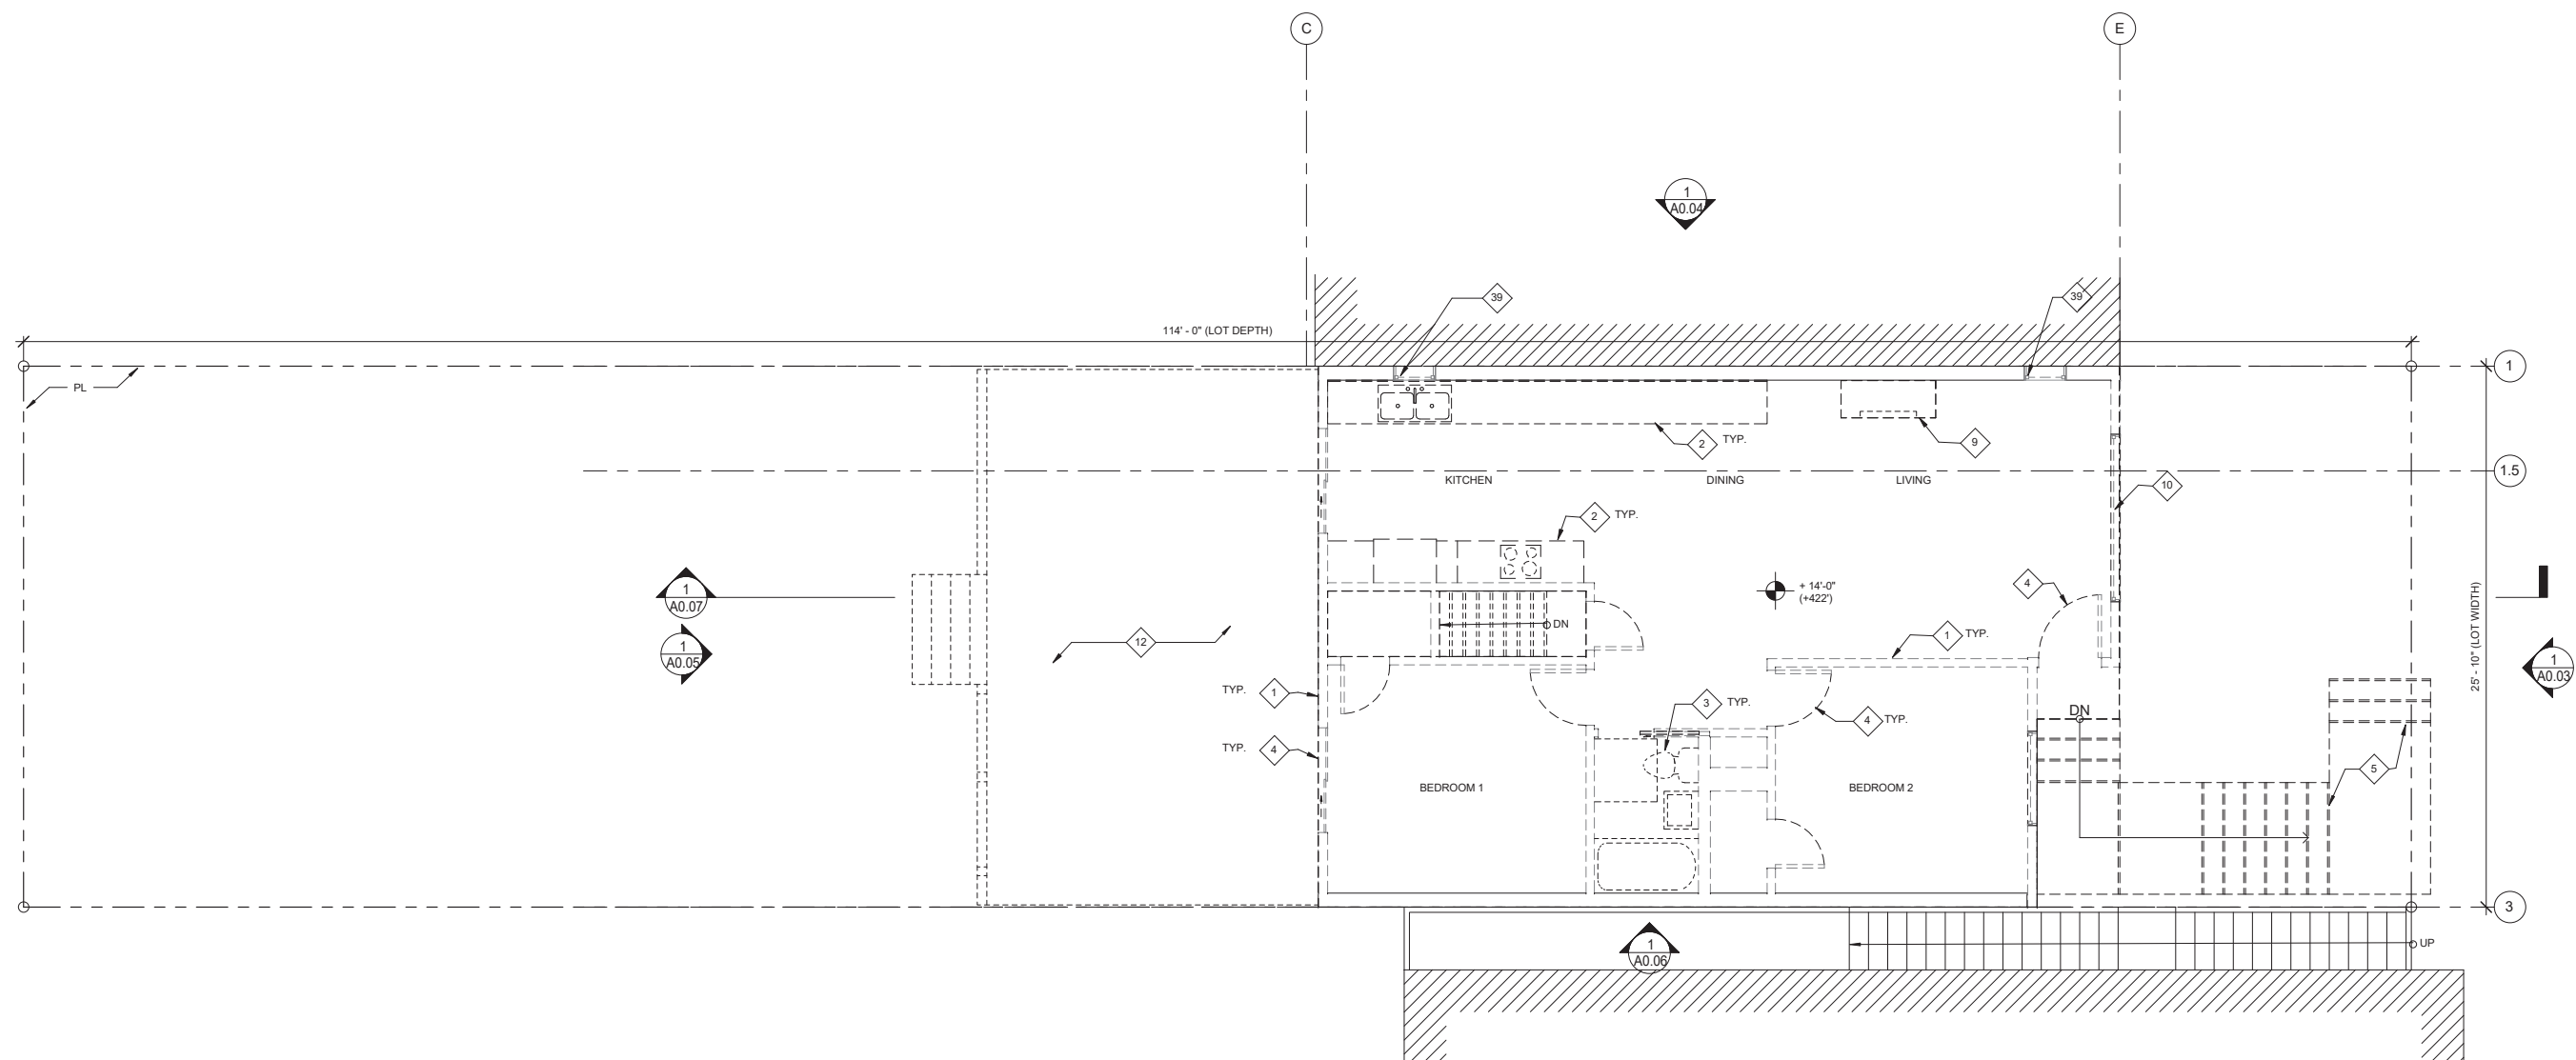 C
E
1
A0.04
39
39
114' - 0" (LOT DEPTH)
1
PL
2
TYP.
9
1.5
KITCHEN
DINING
LIVING
10
2
TYP.
+ 14'-0"
(+422')
4
1
A0.07
DN
12
1
TYP.
25' - 10" (LOT WIDTH)
1
A0.05
1
A0.03
TYP.
1
3
TYP.
4
TYP.
DN
TYP.
4
5
BEDROOM 1
BEDROOM 2
3
1
A0.06
UP